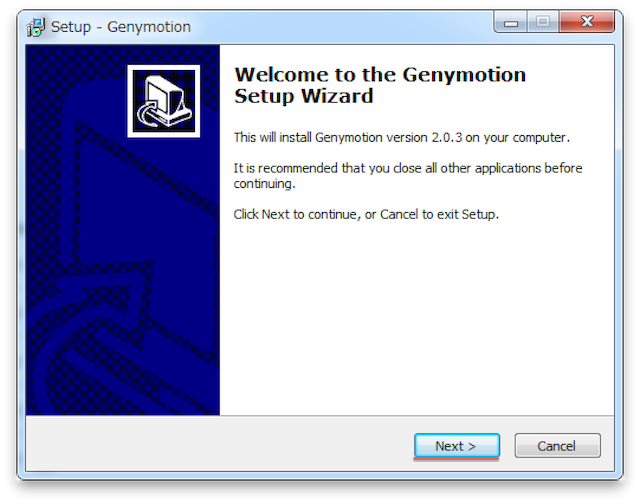 Setup - Genymotion
Welcome to the Genymotion
Setup Wizard
This will install Genymotion version 2.0.3 on your computer.
It is recommended that you close all other applications before
continuing.
Click Next to continue, or Cancel to exit Setup.
Next >
Cancel